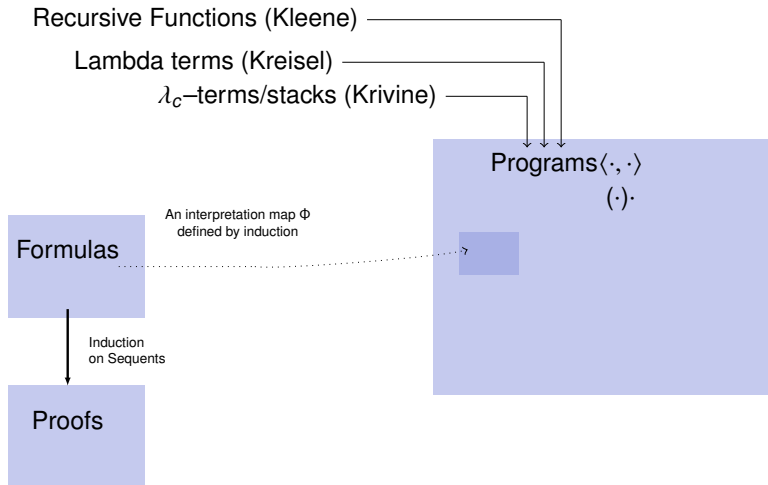 Recursive Functions (Kleene)
Lambda terms (Kreisel)
λc–terms/stacks (Krivine)
Programs⟨·, ·⟩
(·)·
An interpretation map Φ
defined by induction
Formulas
Induction
on Sequents
Proofs